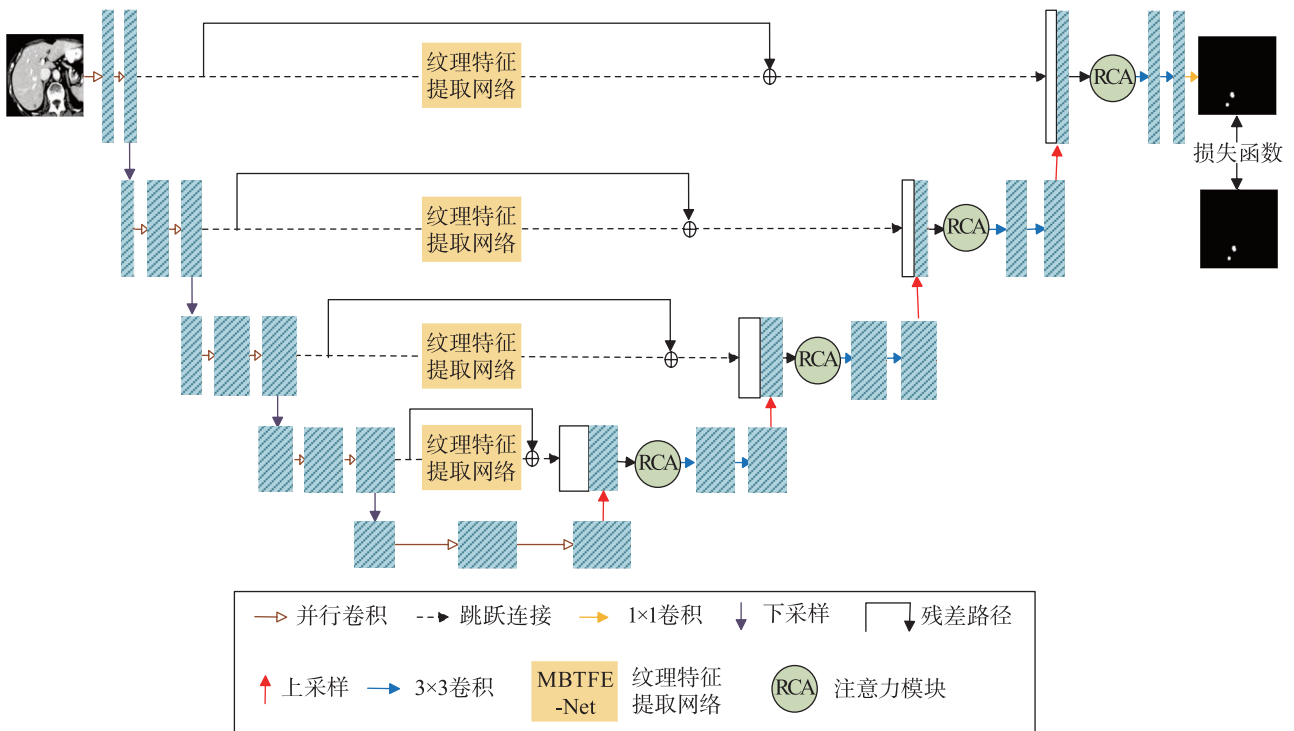 纹理特征
提取网络
RCA
损失函数
纹理特征
提取网络
RCA
纹理特征
提取网络
RCA
纹理特征
提取网络
RCA
并行卷积
跳跃连接
1×1卷积
下采样
残差路径
上采样
3×3卷积
MBTFE
-Net
纹理特征
提取网络
RCA
注意力模块